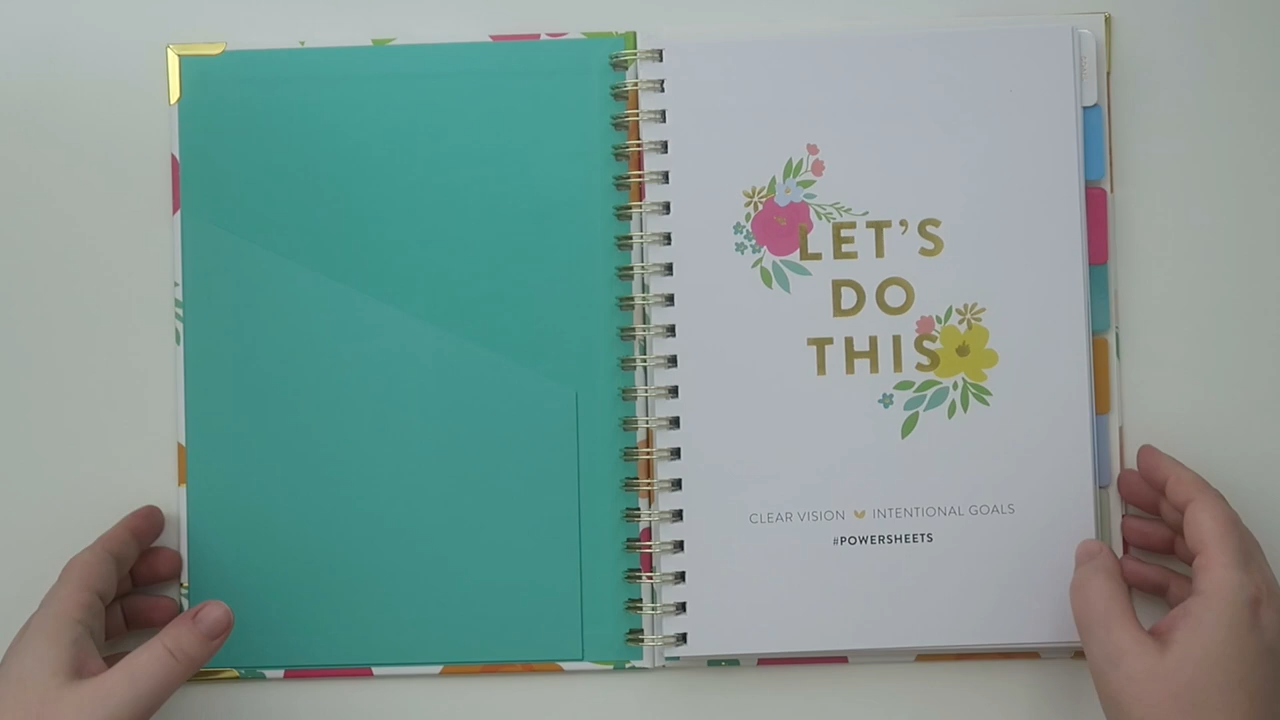 LET'S
DO
THIS
CLEAR VISION INTENTIONAL GOALS
#POWERSHEETS